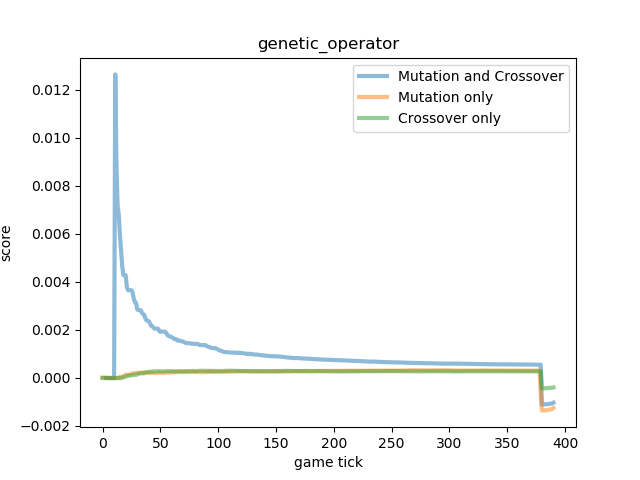 genetic_operator
Mutation and Crossover
Mutation only
Crossover only
score
0.012
0.010
0.008
0.006
0.004
0.002
0.000
−0.002
0 50 100 150 200 250 300 350 400
game tick